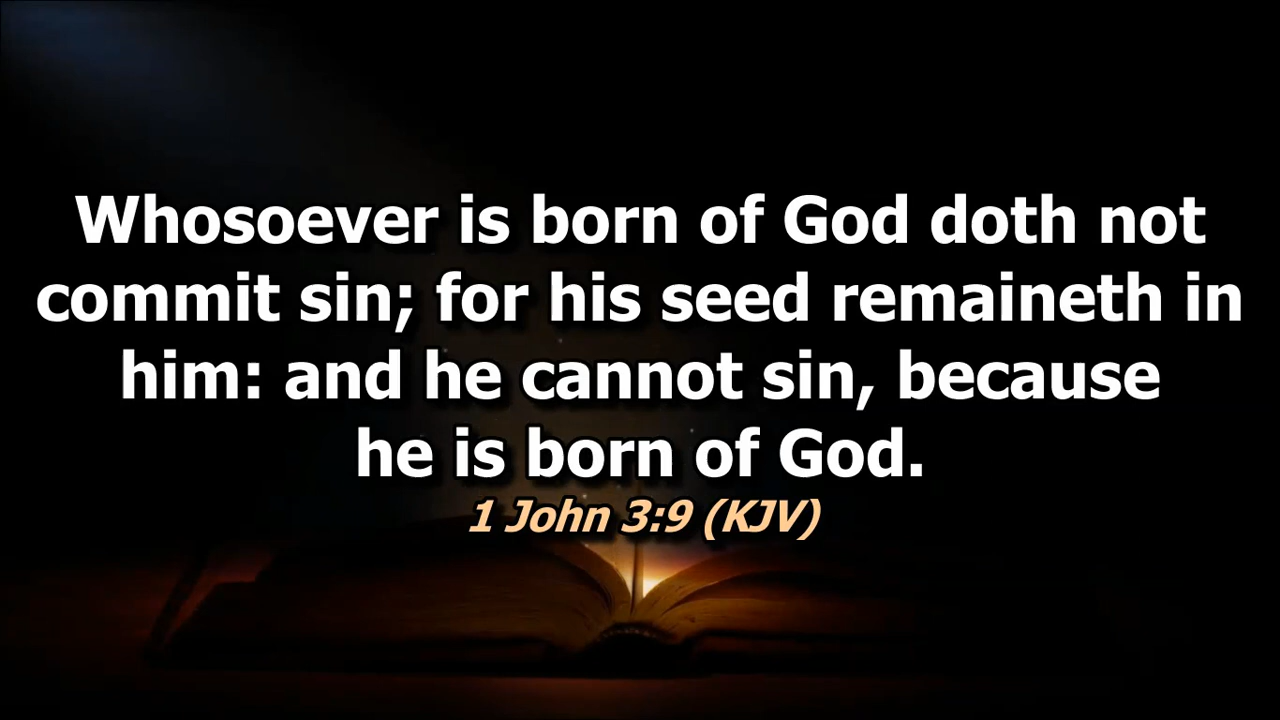 Whosoever is born of God doth not
commit sin; for his seed remaineth in
him: and he cannot sin, because
he is born of God.
1 John 3:9 (KJV)